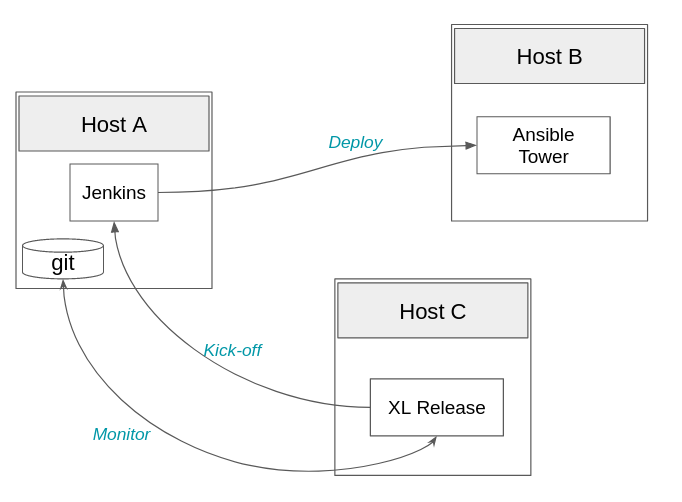 Host B
Host A
Ansible
Tower
Deploy
Jenkins
git
Host C
Kick-off
XL Release
Monitor